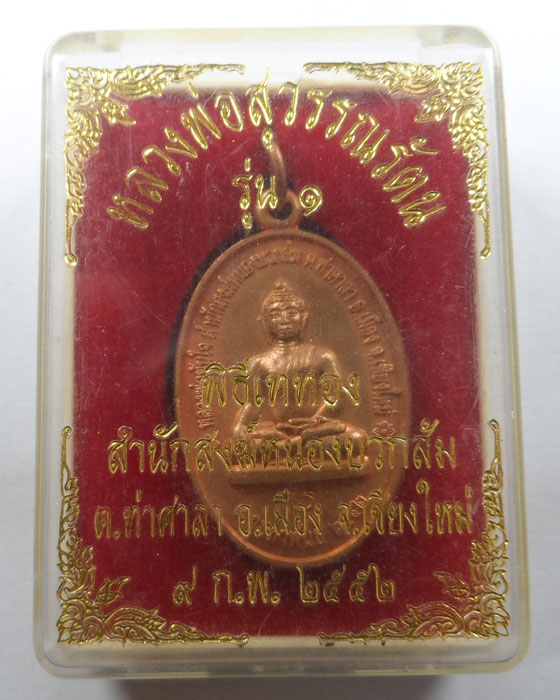 หลวงพ่อสุวรรณรัตน
รุ่น ๑
พิธีเททอง
สำนักสงฆ์หนองบวกส้ม
ต.ท่าศาลา อ.เมือง จ.เชียงใหม่
๙ ก.พ. ๒๕๕๒